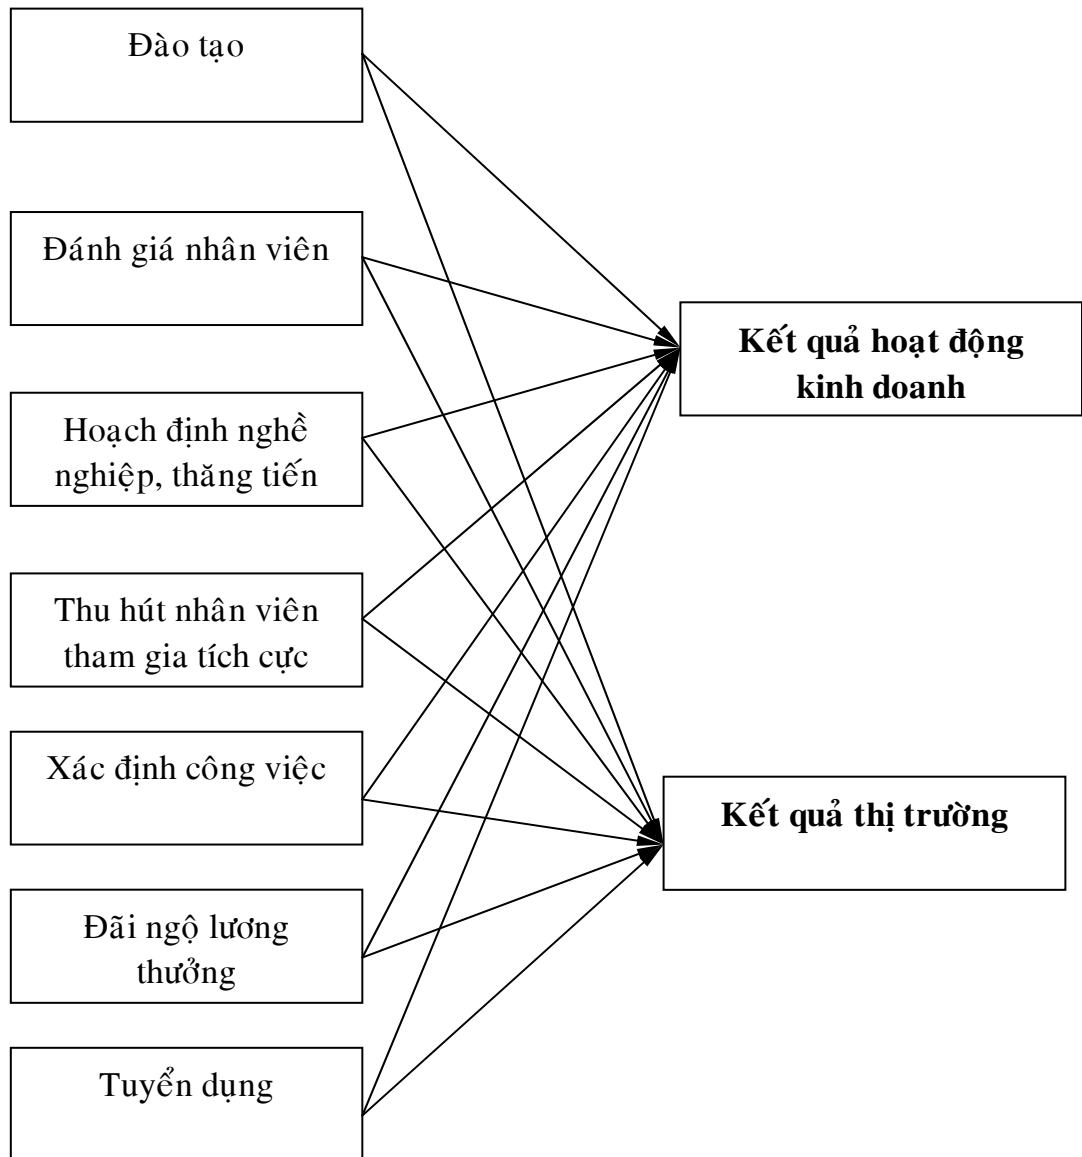 Đào tạo
Đánh giá nhân viên
Hoạch định nghề
nghiệp, thăng tiến
Thu hút nhân viên
tham gia tích cực
Xác định công việc
Đãi ngộ lương
thưởng
Tuyển dụng
Kết quả hoạt động
kinh doanh
Kết quả thị trường